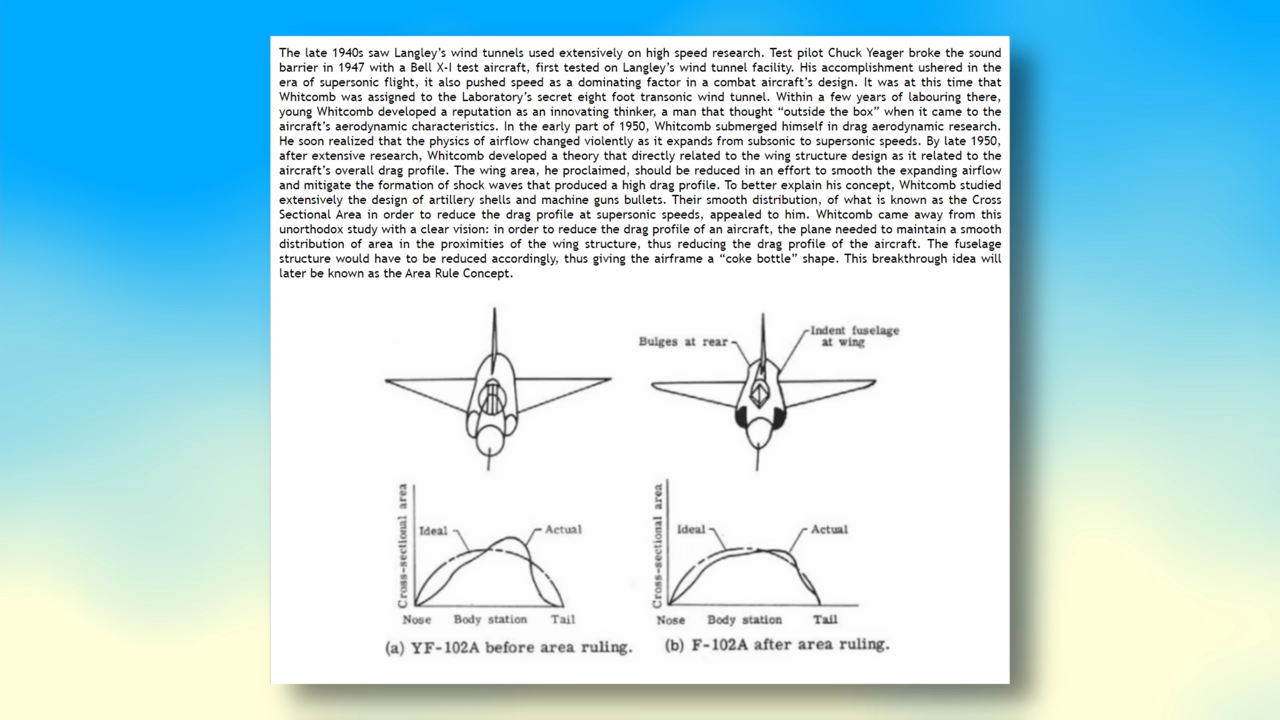 The late 1940s saw Langley’s wind tunnels used extensively on high speed research. Test pilot Chuck Yeager broke the sound
barrier in 1947 with a Bell X-I test aircraft, first tested on Langley’s wind tunnel facility. His accomplishment ushered in the
era of supersonic flight, it also pushed speed as a dominating factor in a combat aircraft’s design. It was at this time that
Whitcomb was assigned to the Laboratory’s secret eight foot transonic wind tunnel. Within a few years of labouring there,
young Whitcomb developed a reputation as an innovating thinker, a man that thought “outside the box” when it came to the
aircraft’s aerodynamic characteristics. In the early part of 1950, Whitcomb submerged himself in drag aerodynamic research.
He soon realized that the physics of airflow changed violently as it expands from subsonic to supersonic speeds. By late 1950,
after extensive research, Whitcomb developed a theory that directly related to the wing structure design as it related to the
aircraft’s overall drag profile. The wing area, he proclaimed, should be reduced in an effort to smooth the expanding airflow
and mitigate the formation of shock waves that produced a high drag profile. To better explain his concept, Whitcomb studied
extensively the design of artillery shells and machine guns bullets. Their smooth distribution, of what is known as the Cross
Sectional Area in order to reduce the drag profile at supersonic speeds, appealed to him. Whitcomb came away from this
unorthodox study with a clear vision: in order to reduce the drag profile of an aircraft, the plane needed to maintain a smooth
distribution of area in the proximities of the wing structure, thus reducing the drag profile of the aircraft. The fuselage
structure would have to be reduced accordingly, thus giving the airframe a “coke bottle” shape. This breakthrough idea will
later be known as the Area Rule Concept.
Bulges at rear
Indent fuselage
at wing
Cross-sectional area
Ideal
Actual
Nose Body station Tail
(a) YF-102A before area ruling.
Cross-sectional area
Ideal
Actual
Nose Body station Tail
(b) F-102A after area ruling.